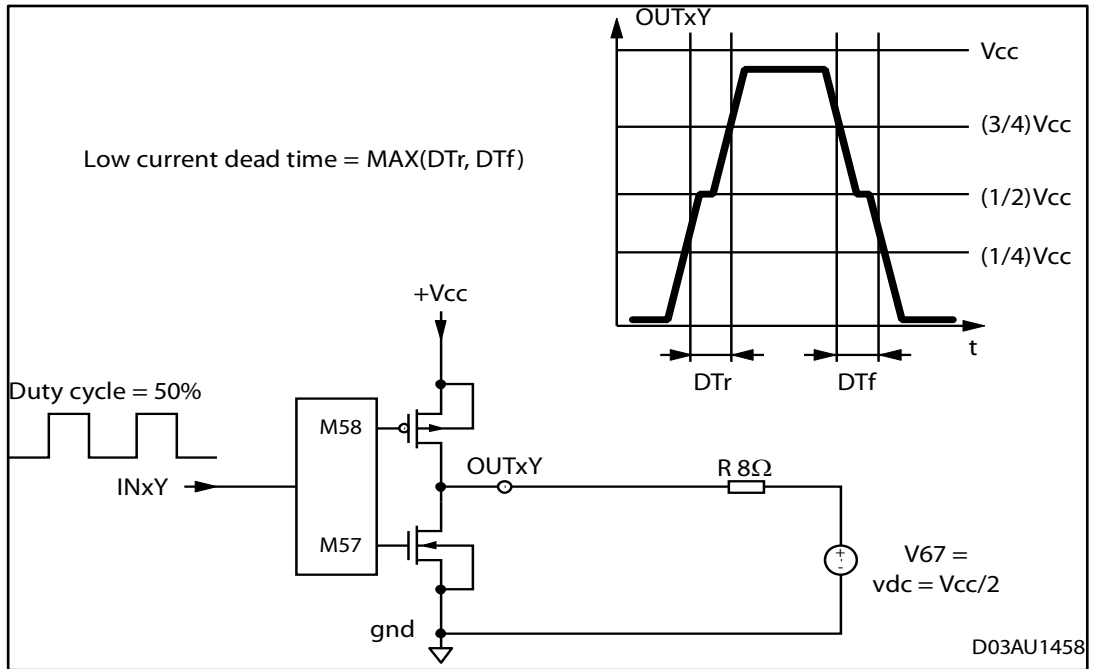 OUTxY
Vcc
(3/4)Vcc
Low current dead time = MAX(DTr, DTf)
(1/2)Vcc
(1/4)Vcc
+Vcc
t
DTr
DTf
Duty cycle = 50%
M58
OUTxY
R 8Ω
INxY
M57
+
-
V67 =
vdc = Vcc/2
gnd
D03AU1458